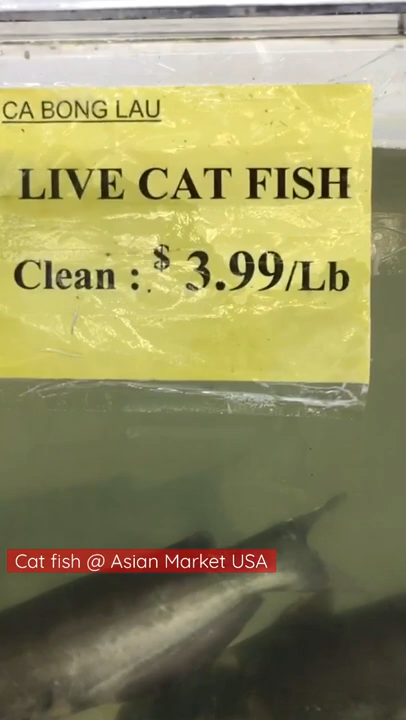 CA BONG LAU
LIVE CAT FISH
Clean : $ 3.99/Lb
Cat fish @ Asian Market USA